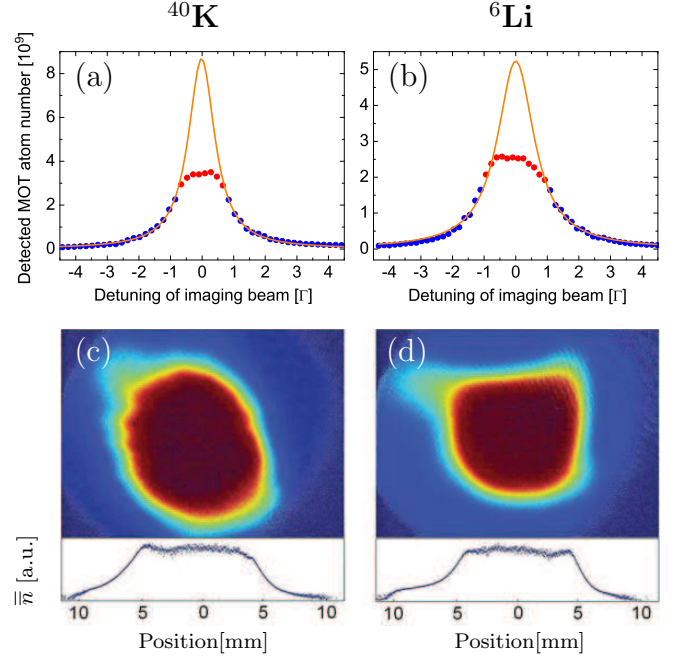 ⁴⁰K ⁶Li
Detected MOT atom number [10⁹]
(a)
8
6
4
2
0
-4 -3 -2 -1 0 1 2 3 4
Detuning of imaging beam [Γ]
(b)
5
4
3
2
1
0
-4 -3 -2 -1 0 1 2 3 4
Detuning of imaging beam [Γ]
(c)
(d)
n̿ [a.u.]
10 5 0 5 10
Position[mm]
10 5 0 5 10
Position[mm]